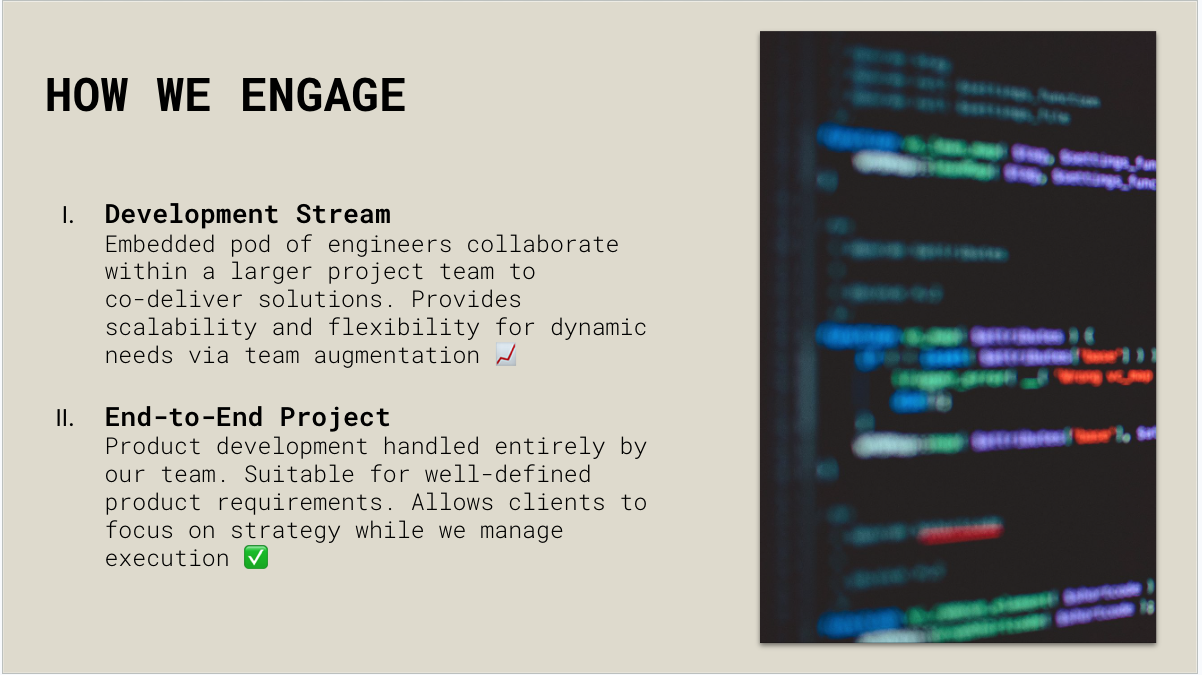 HOW WE ENGAGE
I. Development Stream
Embedded pod of engineers collaborate
within a larger project team to
co-deliver solutions. Provides
scalability and flexibility for dynamic
needs via team augmentation 📈
II. End-to-End Project
Product development handled entirely by
our team. Suitable for well-defined
product requirements. Allows clients to
focus on strategy while we manage
execution ✅